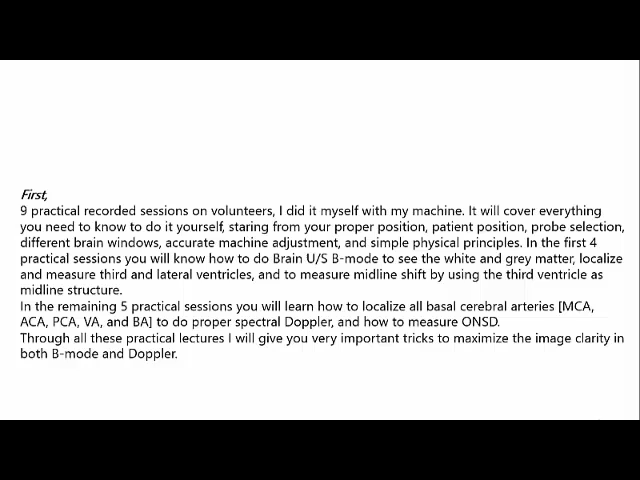 First,
9 practical recorded sessions on volunteers, I did it myself with my machine. It will cover everything
you need to know to do it yourself, staring from your proper position, patient position, probe selection,
different brain windows, accurate machine adjustment, and simple physical principles. In the first 4
practical sessions you will know how to do Brain U/S B-mode to see the white and grey matter, localize
and measure third and lateral ventricles, and to measure midline shift by using the third ventricle as
midline structure.
In the remaining 5 practical sessions you will learn how to localize all basal cerebral arteries [MCA,
ACA, PCA, VA, and BA] to do proper spectral Doppler, and how to measure ONSD.
Through all these practical lectures I will give you very important tricks to maximize the image clarity in
both B-mode and Doppler.